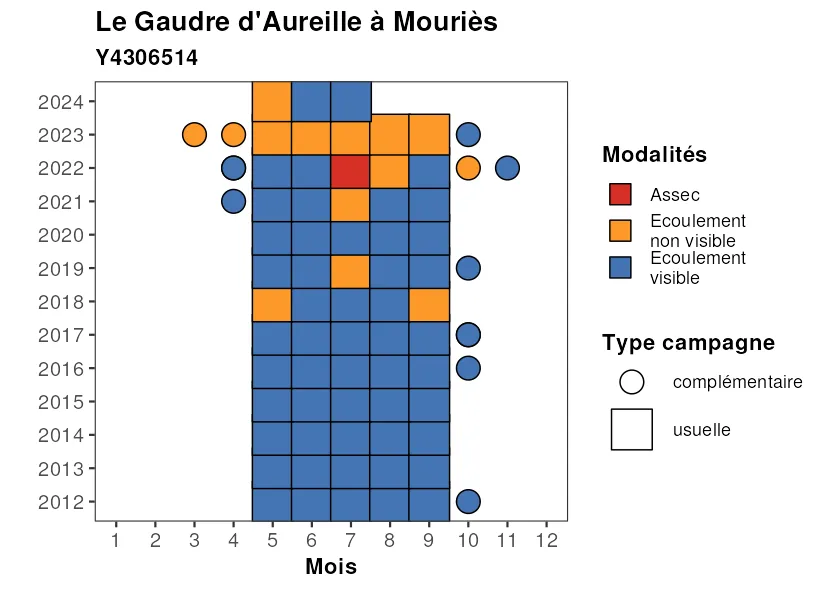 Le Gaudre d'Aureille à Mouriès
Y4306514
2024
2023
2022
2021
2020
2019
2018
2017
2016
2015
2014
2013
2012
1 2 3 4 5 6 7 8 9 10 11 12
Mois
Modalités
Assec
Ecoulement
non visible
Ecoulement
visible
Type campagne
complémentaire
usuelle